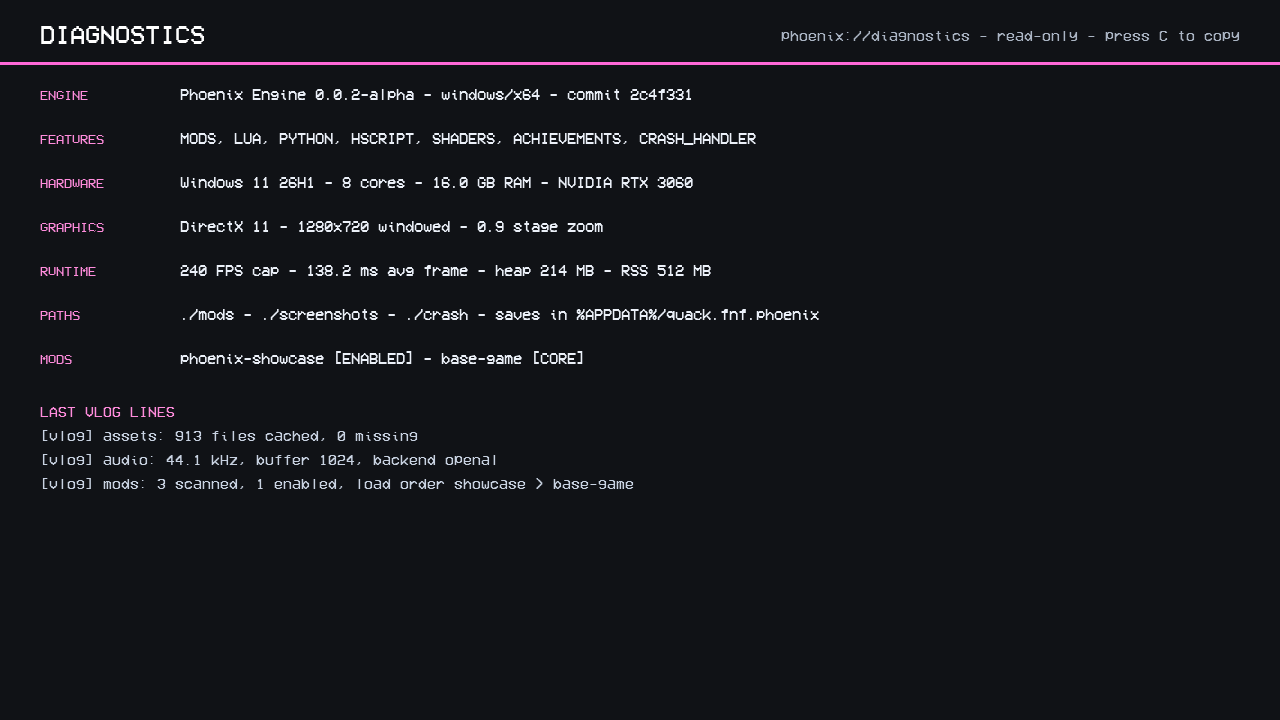 DIAGNOSTICS
phoenix://diagnostics - read-only - press C to copy
ENGINE Phoenix Engine 0.0.2-alpha - windows/x64 - commit 2c4f331
FEATURES MODS, LUA, PYTHON, HSCRIPT, SHADERS, ACHIEVEMENTS, CRASH_HANDLER
HARDWARE Windows 11 26H1 - 8 cores - 16.0 GB RAM - NVIDIA RTX 3060
GRAPHICS DirectX 11 - 1280x720 windowed - 0.9 stage zoom
RUNTIME 240 FPS cap - 138.2 ms avg frame - heap 214 MB - RSS 512 MB
PATHS ./mods - ./screenshots - ./crash - saves in %APPDATA%/quack.fnf.phoenix
MODS phoenix-showcase [ENABLED] - base-game [CORE]
LAST VLOG LINES
[vlog] assets: 913 files cached, 0 missing
[vlog] audio: 44.1 kHz, buffer 1024, backend openal
[vlog] mods: 3 scanned, 1 enabled, load order showcase > base-game